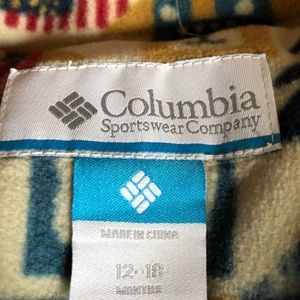 Columbia
Sportswear Company
MADE IN CHINA
12-18
MONTHS